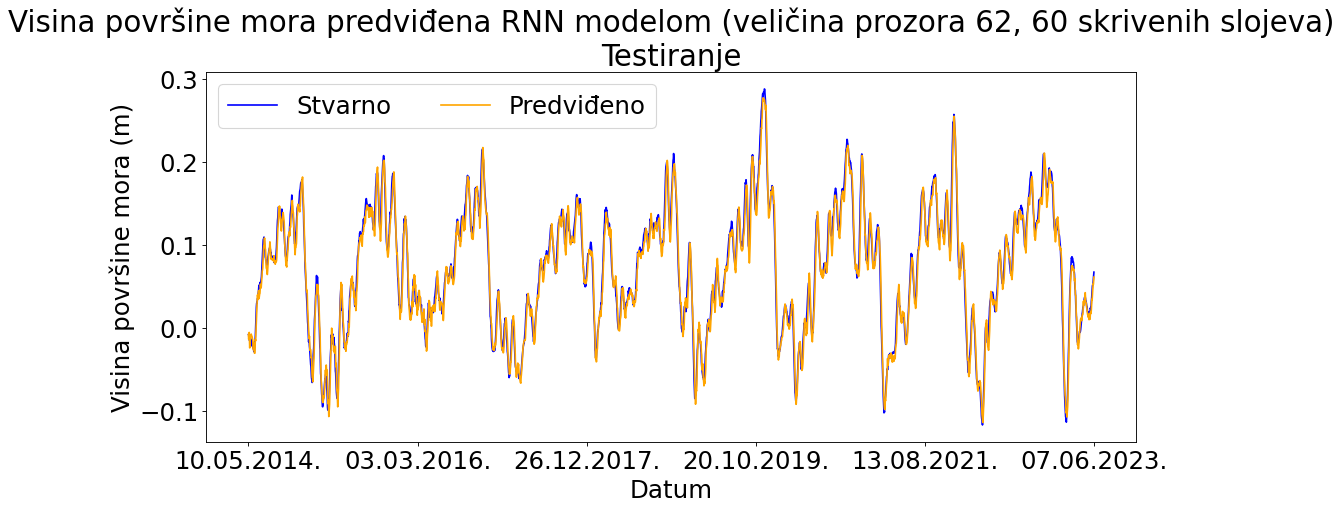 Visina površine mora predviđena RNN modelom (veličina prozora 62, 60 skrivenih slojeva)
Testiranje
Stvarno
Predviđeno
Visina površine mora (m)
0.3
0.2
0.1
0.0
−0.1
10.05.2014.
03.03.2016.
26.12.2017.
20.10.2019.
13.08.2021.
07.06.2023.
Datum